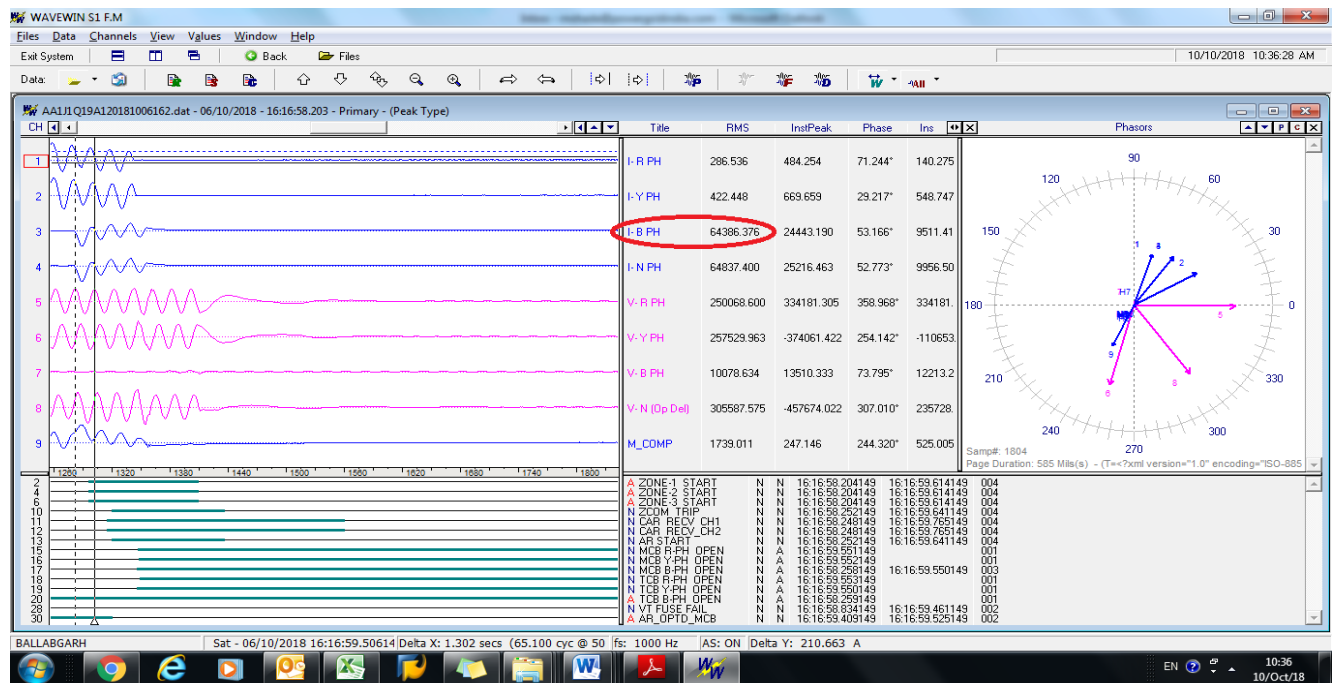 WAVEWIN S1 F.M
Files Data Channels View Values Window Help
Exit System Back Files 10/10/2018 10:36:28 AM
Data:
AA1J1Q19A120181006162.dat - 06/10/2018 - 16:16:58.203 - Primary - (Peak Type)
CH Title RMS InstPeak Phase Ins Phasors
1 I- R PH 286.536 484.254 71.244° 140.275
2 I- Y PH 422.448 669.659 29.217° 548.747
3 I- B PH 64386.376 24443.190 53.166° 9511.41
4 I- N PH 64837.400 25216.463 52.773° 9956.50
5 V- R PH 250068.600 334181.305 358.968° 334181.
6 V- Y PH 257529.963 -374061.422 254.142° -110653.
7 V- B PH 10078.634 13510.333 73.795° 12213.2
8 V- N (Op Del) 305587.575 -457674.022 307.010° 235728.
9 M_COMP 1739.011 247.146 244.320° 525.005
1260 1320 1380 1440 1500 1560 1620 1680 1740 1800
90
120 60
150 30
180 0
210 330
240 300
270
1 2 5 6 8 9
Samp#: 1804
Page Duration: 585 Mils(s) - (T=<?xml version="1.0" encoding="ISO-885
2 A ZONE-1 START N N 16:16:58.204149 16:16:59.614149 004
4 A ZONE-2 START N N 16:16:58.204149 16:16:59.614149 004
6 A ZONE-3 START N N 16:16:58.204149 16:16:59.614149 004
10 N ZCOM TRIP N N 16:16:58.252149 16:16:59.641149 004
11 N CAR RECV_CH1 N N 16:16:58.248149 16:16:59.765149 004
12 N CAR RECV_CH2 N N 16:16:58.248149 16:16:59.765149 004
13 N AR START N N 16:16:58.252149 16:16:59.641149 004
15 N MCB R-PH OPEN N A 16:16:59.551149 001
16 N MCB Y-PH OPEN N A 16:16:59.552149 001
17 N MCB B-PH OPEN N A 16:16:58.258149 16:16:59.550149 003
18 N TCB R-PH OPEN N A 16:16:59.553149 001
19 N TCB Y-PH OPEN N A 16:16:59.550149 001
20 A TCB B-PH OPEN N A 16:16:58.259149 001
28 N VT FUSE FAIL N N 16:16:58.834149 16:16:59.461149 002
30 A AR_OPTD_MCB N N 16:16:59.409149 16:16:59.525149 002
BALLABGARH Sat - 06/10/2018 16:16:59.50614 Delta X: 1.302 secs (65.100 cyc @ 50 fs: 1000 Hz AS: ON Delta Y: 210.663 A
EN 10:36
10/Oct/18